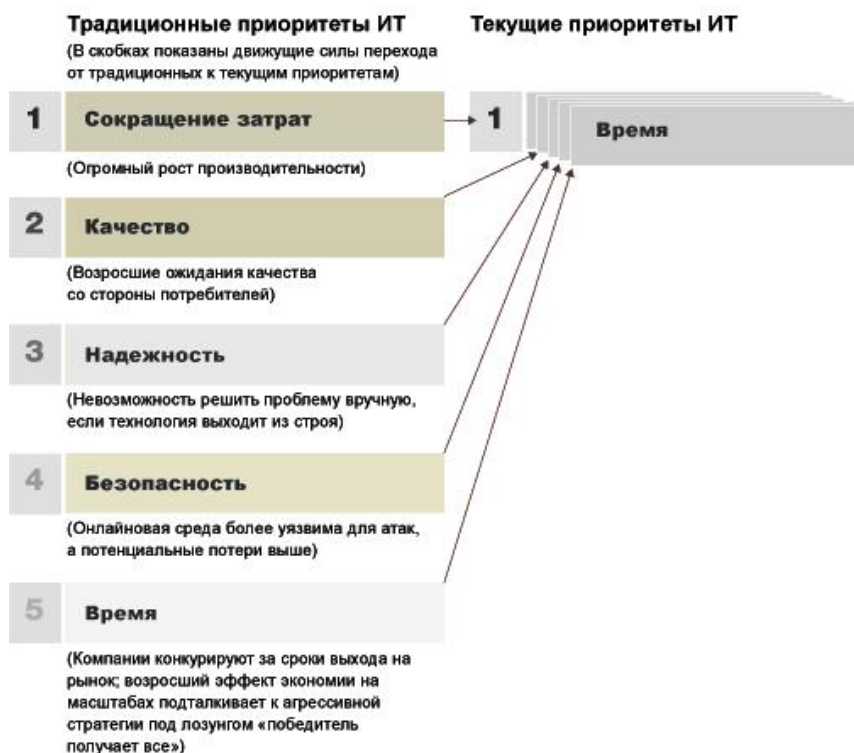 Традиционные приоритеты ИТ
(В скобках показаны движущие силы перехода
от традиционных к текущим приоритетам)
Текущие приоритеты ИТ
1 Сокращение затрат
1 Время
(Огромный рост производительности)
2 Качество
(Возросшие ожидания качества
со стороны потребителей)
3 Надежность
(Невозможность решить проблему вручную,
если технология выходит из строя)
4 Безопасность
(Онлайновая среда более уязвима для атак,
а потенциальные потери выше)
5 Время
(Компании конкурируют за сроки выхода на
рынок; возросший эффект экономии на
масштабах подталкивает к агрессивной
стратегии под лозунгом «победитель
получает все»)